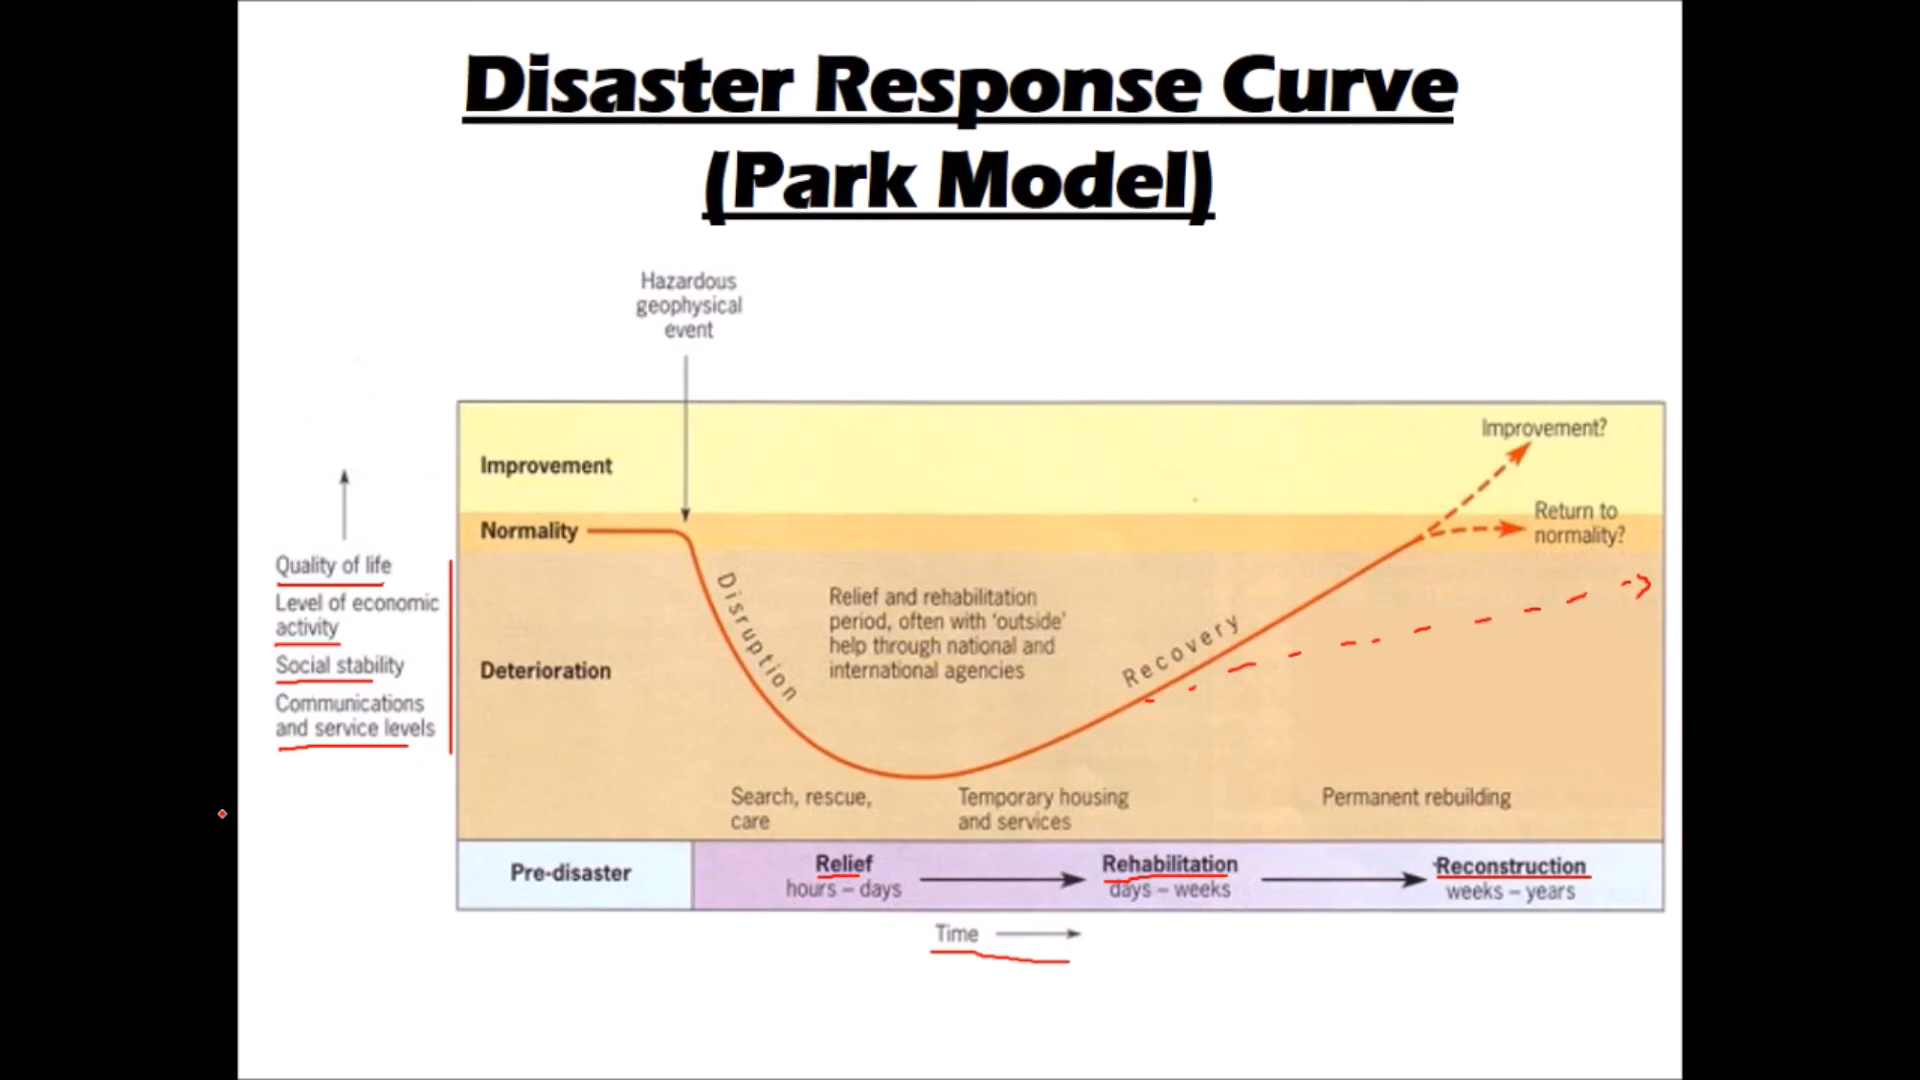 Disaster Response Curve
(Park Model)
Hazardous
geophysical
event
Improvement?
Improvement
Return to
normality?
Normality
Quality of life
Level of economic
activity
Social stability
Communications
and service levels
Disruption
Relief and rehabilitation
period, often with 'outside'
help through national and
international agencies
Recovery
Deterioration
Search, rescue,
care
Temporary housing
and services
Permanent rebuilding
Pre-disaster
Relief
hours – days
Rehabilitation
days – weeks
Reconstruction
weeks – years
Time